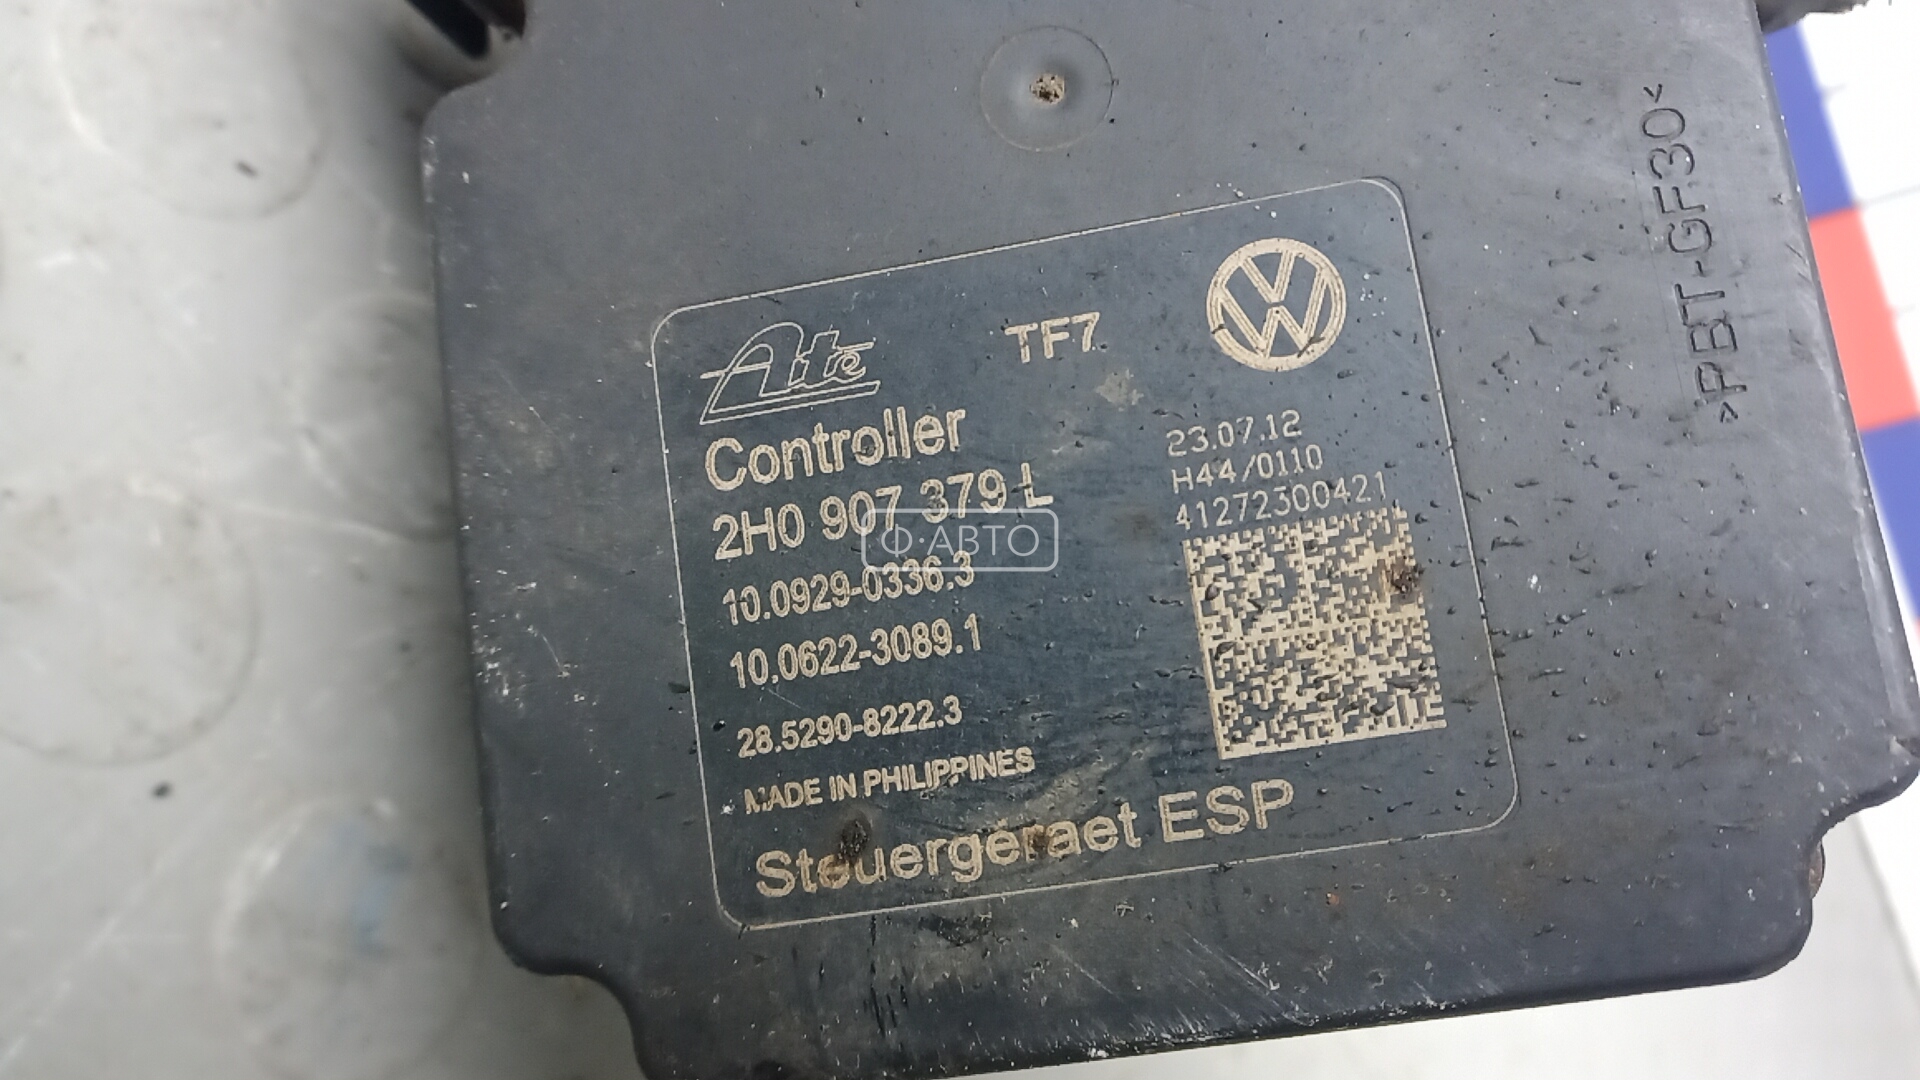 Ate
TF7
VW
Controller
2H0 907 379 L
10.0929-0336.3
10.0622-3089.1
28.5290-8222.3
MADE IN PHILIPPINES
Steuergeraet ESP
23.07.12
H44/0110
41272300421
>PBT-GF30<
Ф·АВТО